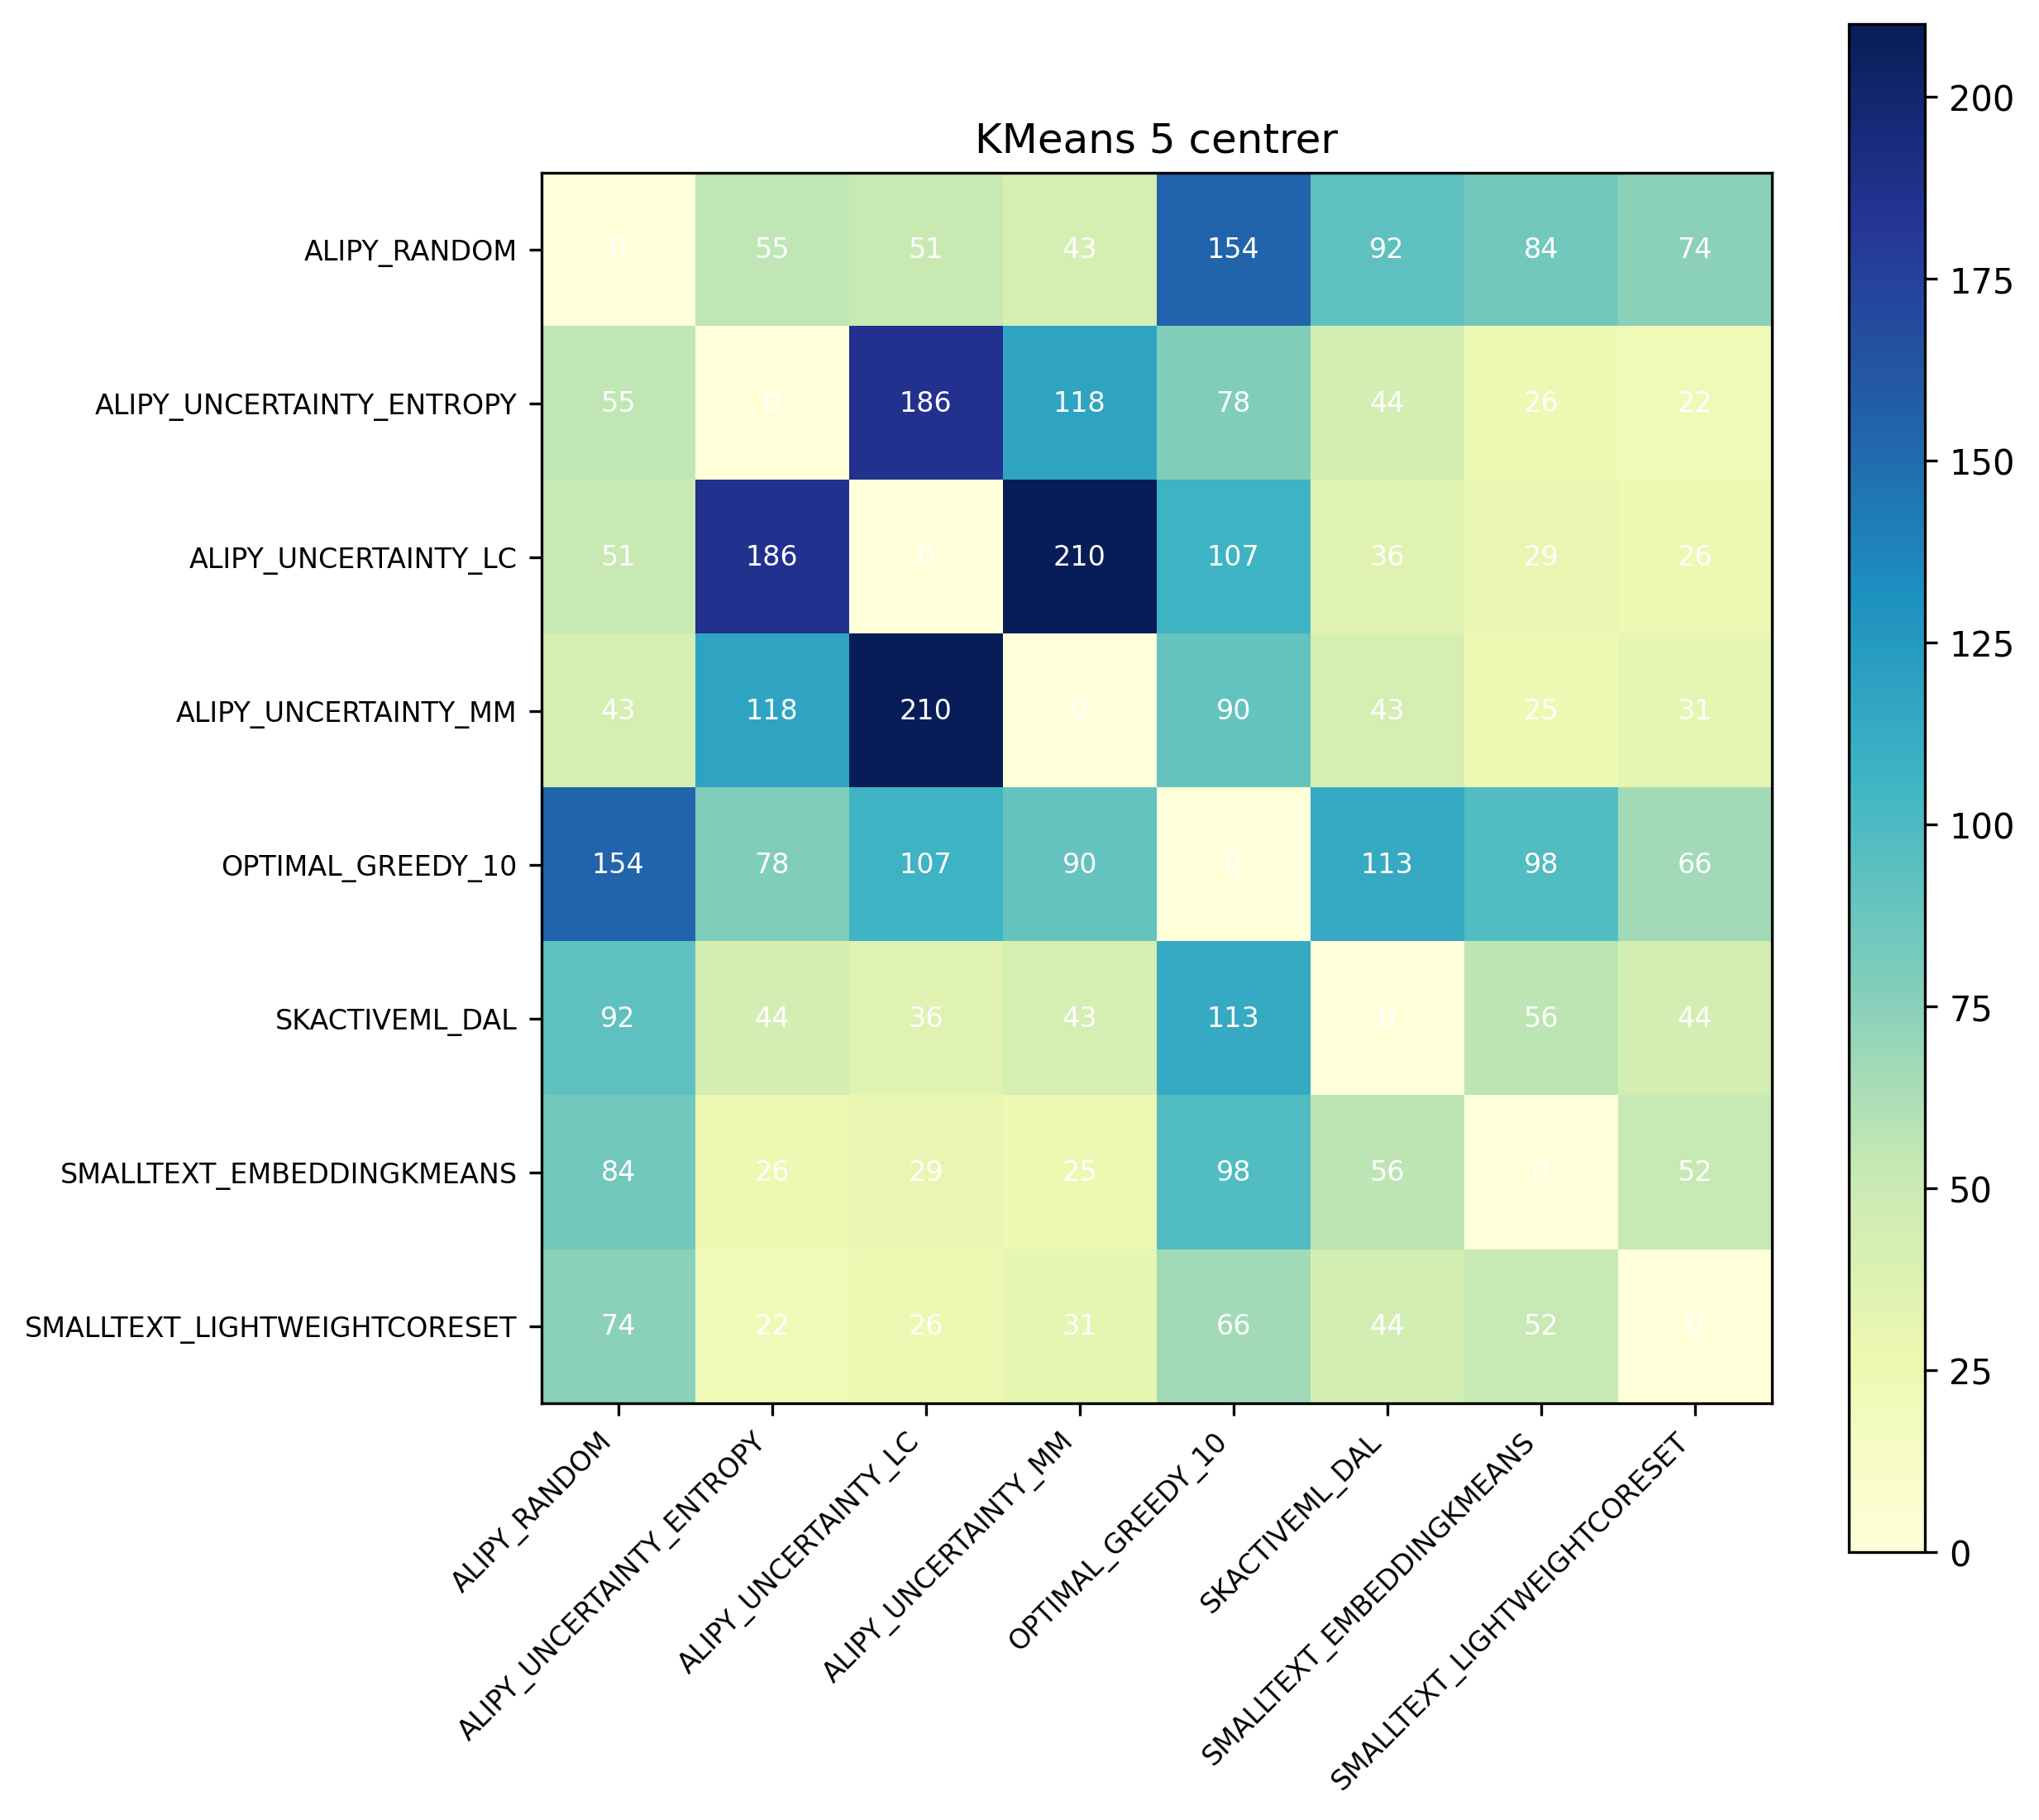 KMeans 5 centrer
ALIPY_RANDOM 0 55 51 43 154 92 84 74
ALIPY_UNCERTAINTY_ENTROPY 55 0 186 118 78 44 26 22
ALIPY_UNCERTAINTY_LC 51 186 0 210 107 36 29 26
ALIPY_UNCERTAINTY_MM 43 118 210 0 90 43 25 31
OPTIMAL_GREEDY_10 154 78 107 90 0 113 98 66
SKACTIVEML_DAL 92 44 36 43 113 0 56 44
SMALLTEXT_EMBEDDINGKMEANS 84 26 29 25 98 56 0 52
SMALLTEXT_LIGHTWEIGHTCORESET 74 22 26 31 66 44 52 0
ALIPY_RANDOM
ALIPY_UNCERTAINTY_ENTROPY
ALIPY_UNCERTAINTY_LC
ALIPY_UNCERTAINTY_MM
OPTIMAL_GREEDY_10
SKACTIVEML_DAL
SMALLTEXT_EMBEDDINGKMEANS
SMALLTEXT_LIGHTWEIGHTCORESET
200
175
150
125
100
75
50
25
0